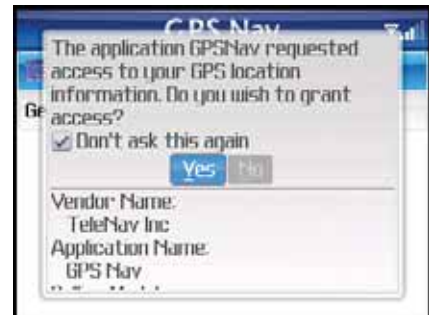 GPS Nav
The application GPSNav requested
access to your GPS location
information. Do you wish to grant
access?
Ge
Don't ask this again
Yes No
Vendor Name:
TeleNav Inc
Application Name:
GPS Nav